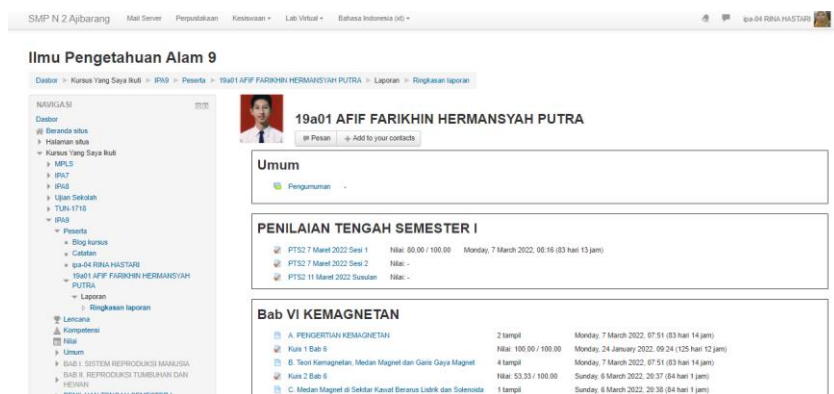 SMP N 2 Ajibarang Mail Server Perpustakaan Kesiswaan Lab Virtual Bahasa Indonesia (id) ipa-04 RINA HASTARI
Ilmu Pengetahuan Alam 9
Dasbor Kursus Yang Saya Ikuti IPA9 Peserta 19a01 AFIF FARIKHIN HERMANSYAH PUTRA Laporan Ringkasan laporan
NAVIGASI
Dasbor
Beranda situs
Halaman situs
Kursus Yang Saya Ikuti
MPLS
IPA7
IPA8
Ujian Sekolah
TUN-1718
IPA9
Peserta
Blog kursus
Catatan
ipa-04 RINA HASTARI
19a01 AFIF FARIKHIN HERMANSYAH
PUTRA
Laporan
Ringkasan laporan
Lencana
Kompetensi
Nilai
Umum
BAB I. SISTEM REPRODUKSI MANUSIA
BAB II. REPRODUKSI TUMBUHAN DAN
HEWAN
19a01 AFIF FARIKHIN HERMANSYAH PUTRA
Pesan + Add to your contacts
Umum
Pengumuman -
PENILAIAN TENGAH SEMESTER I
PTS2 7 Maret 2022 Sesi 1 Nilai: 80,00 / 100,00 Monday, 7 March 2022, 08:16 (83 hari 13 jam)
PTS2 7 Maret 2022 Sesi 2 Nilai: -
PTS2 11 Maret 2022 Susulan Nilai: -
Bab VI KEMAGNETAN
A. PENGERTIAN KEMAGNETAN 2 tampil Monday, 7 March 2022, 07:51 (83 hari 14 jam)
Kuis 1 Bab 6 Nilai: 100,00 / 100,00 Monday, 24 January 2022, 09:24 (125 hari 12 jam)
B. Teori Kemagnetan, Medan Magnet dan Garis Gaya Magnet 4 tampil Monday, 7 March 2022, 07:51 (83 hari 14 jam)
Kuis 2 Bab 6 Nilai: 53,33 / 100,00 Sunday, 6 March 2022, 20:37 (84 hari 1 jam)
C. Medan Magnet di Sekitar Kawat Berarus Listrik dan Solenoida 1 tampil Sunday, 6 March 2022, 20:38 (84 hari 1 jam)